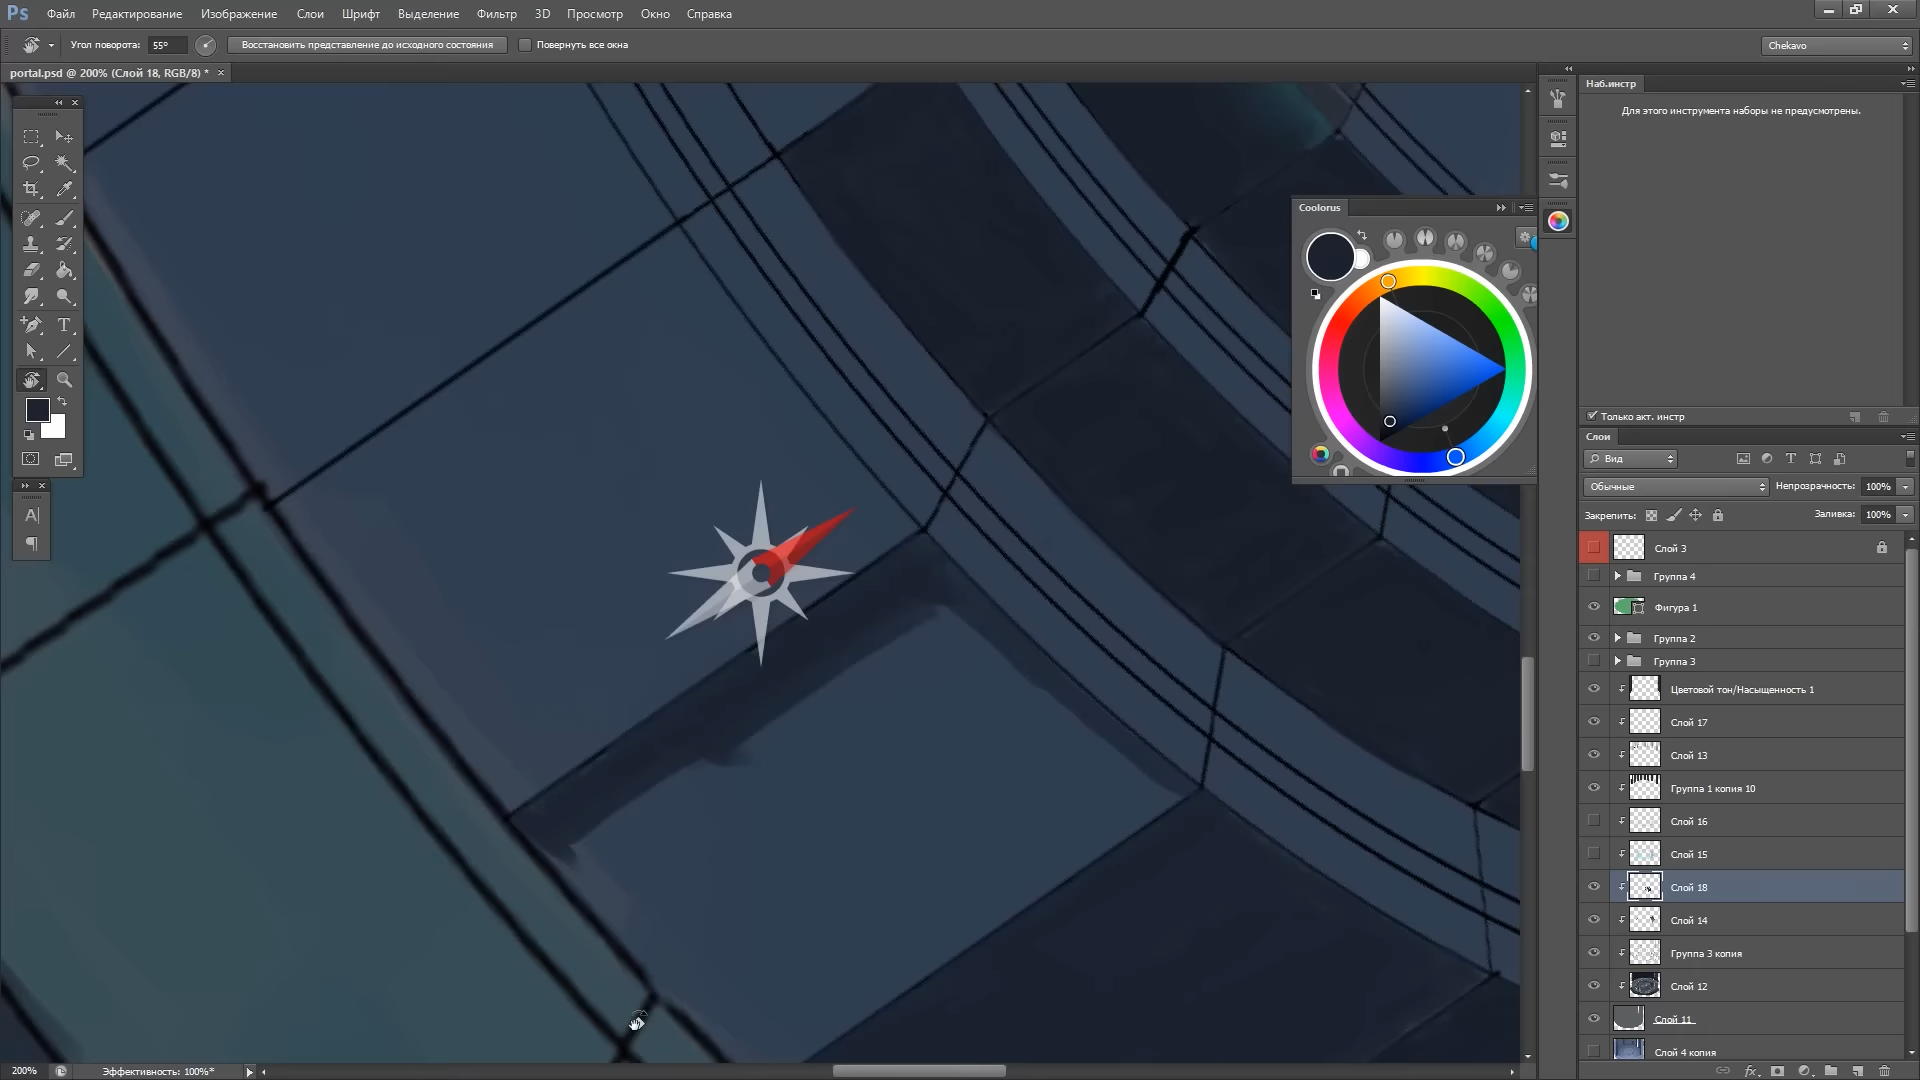 Ps Файл Редактирование Изображение Слои Шрифт Выделение Фильтр 3D Просмотр Окно Справка
Угол поворота: 55° Восстановить представление до исходного состояния Повернуть все окна Chekavo
portal.psd @ 200% (Слой 18, RGB/8) *
Наб.инстр
Для этого инструмента наборы не предусмотрены.
Coolorus
Только акт. инстр
Слои
Вид
Обычные Непрозрачность: 100%
Закрепить: Заливка: 100%
Слой 3
Группа 4
Фигура 1
Группа 2
Группа 3
Цветовой тон/Насыщенность 1
Слой 17
Слой 13
Группа 1 копия 10
Слой 16
Слой 15
Слой 18
Слой 14
Группа 3 копия
Слой 12
Слой 11
Слой 4 копия
200% Эффективность: 100%*